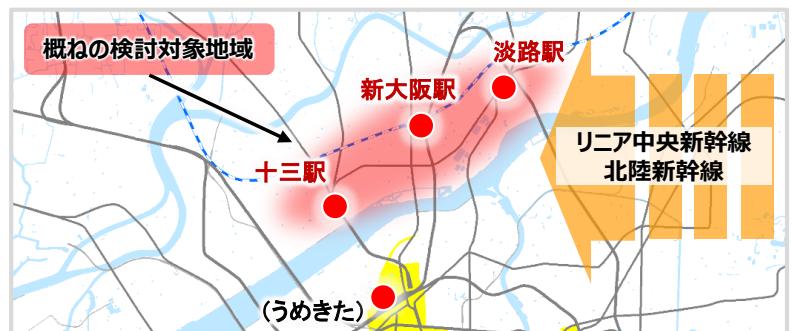 概ねの検討対象地域
淡路駅
新大阪駅
十三駅
リニア中央新幹線
北陸新幹線
（うめきた）